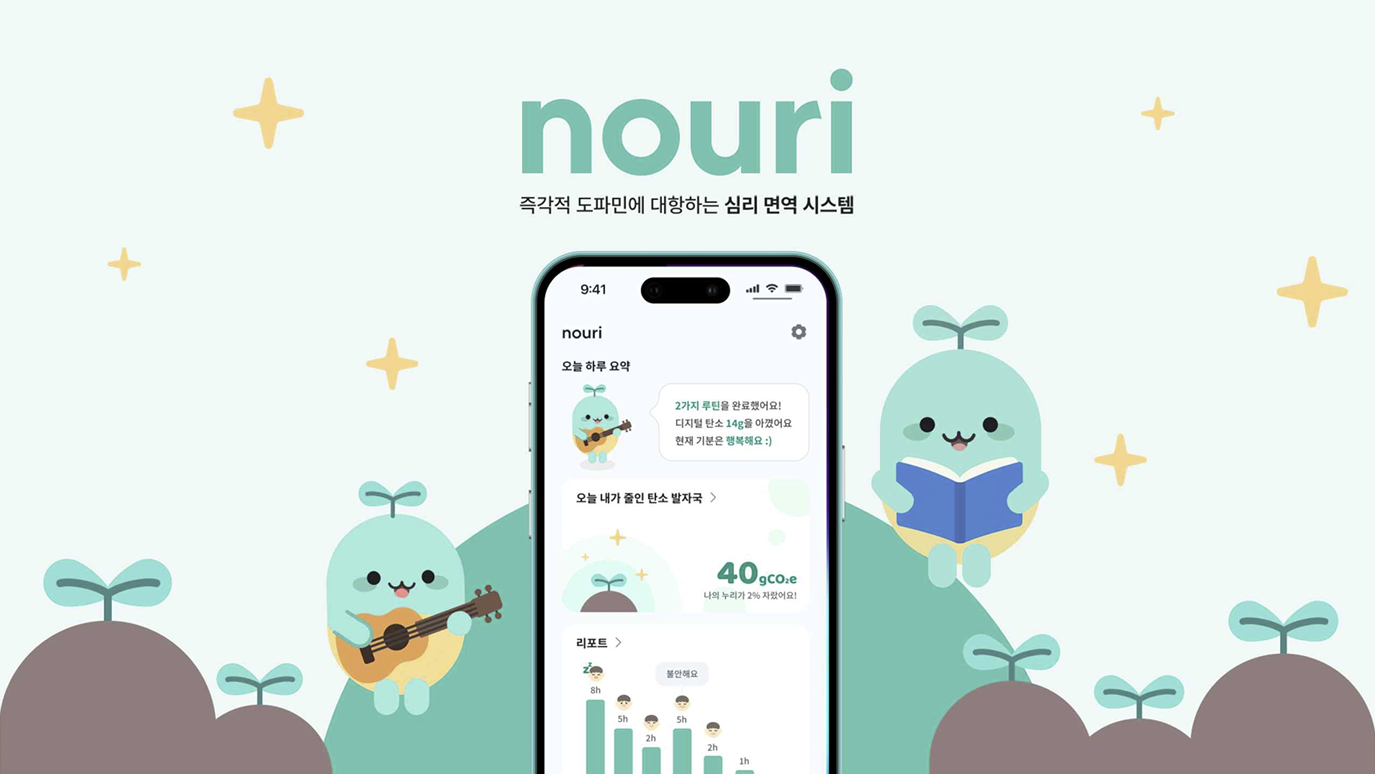 nouri
즉각적 도파민에 대항하는 심리 면역 시스템
9:41
nouri
오늘 하루 요약
2가지 루틴을 완료했어요!
디지털 탄소 14g을 아꼈어요
현재 기분은 행복해요 :)
오늘 내가 줄인 탄소 발자국
40gCO₂e
나의 누리가 2% 자랐어요!
리포트
zz
불안해요
8h
5h
5h
2h
2h
1h